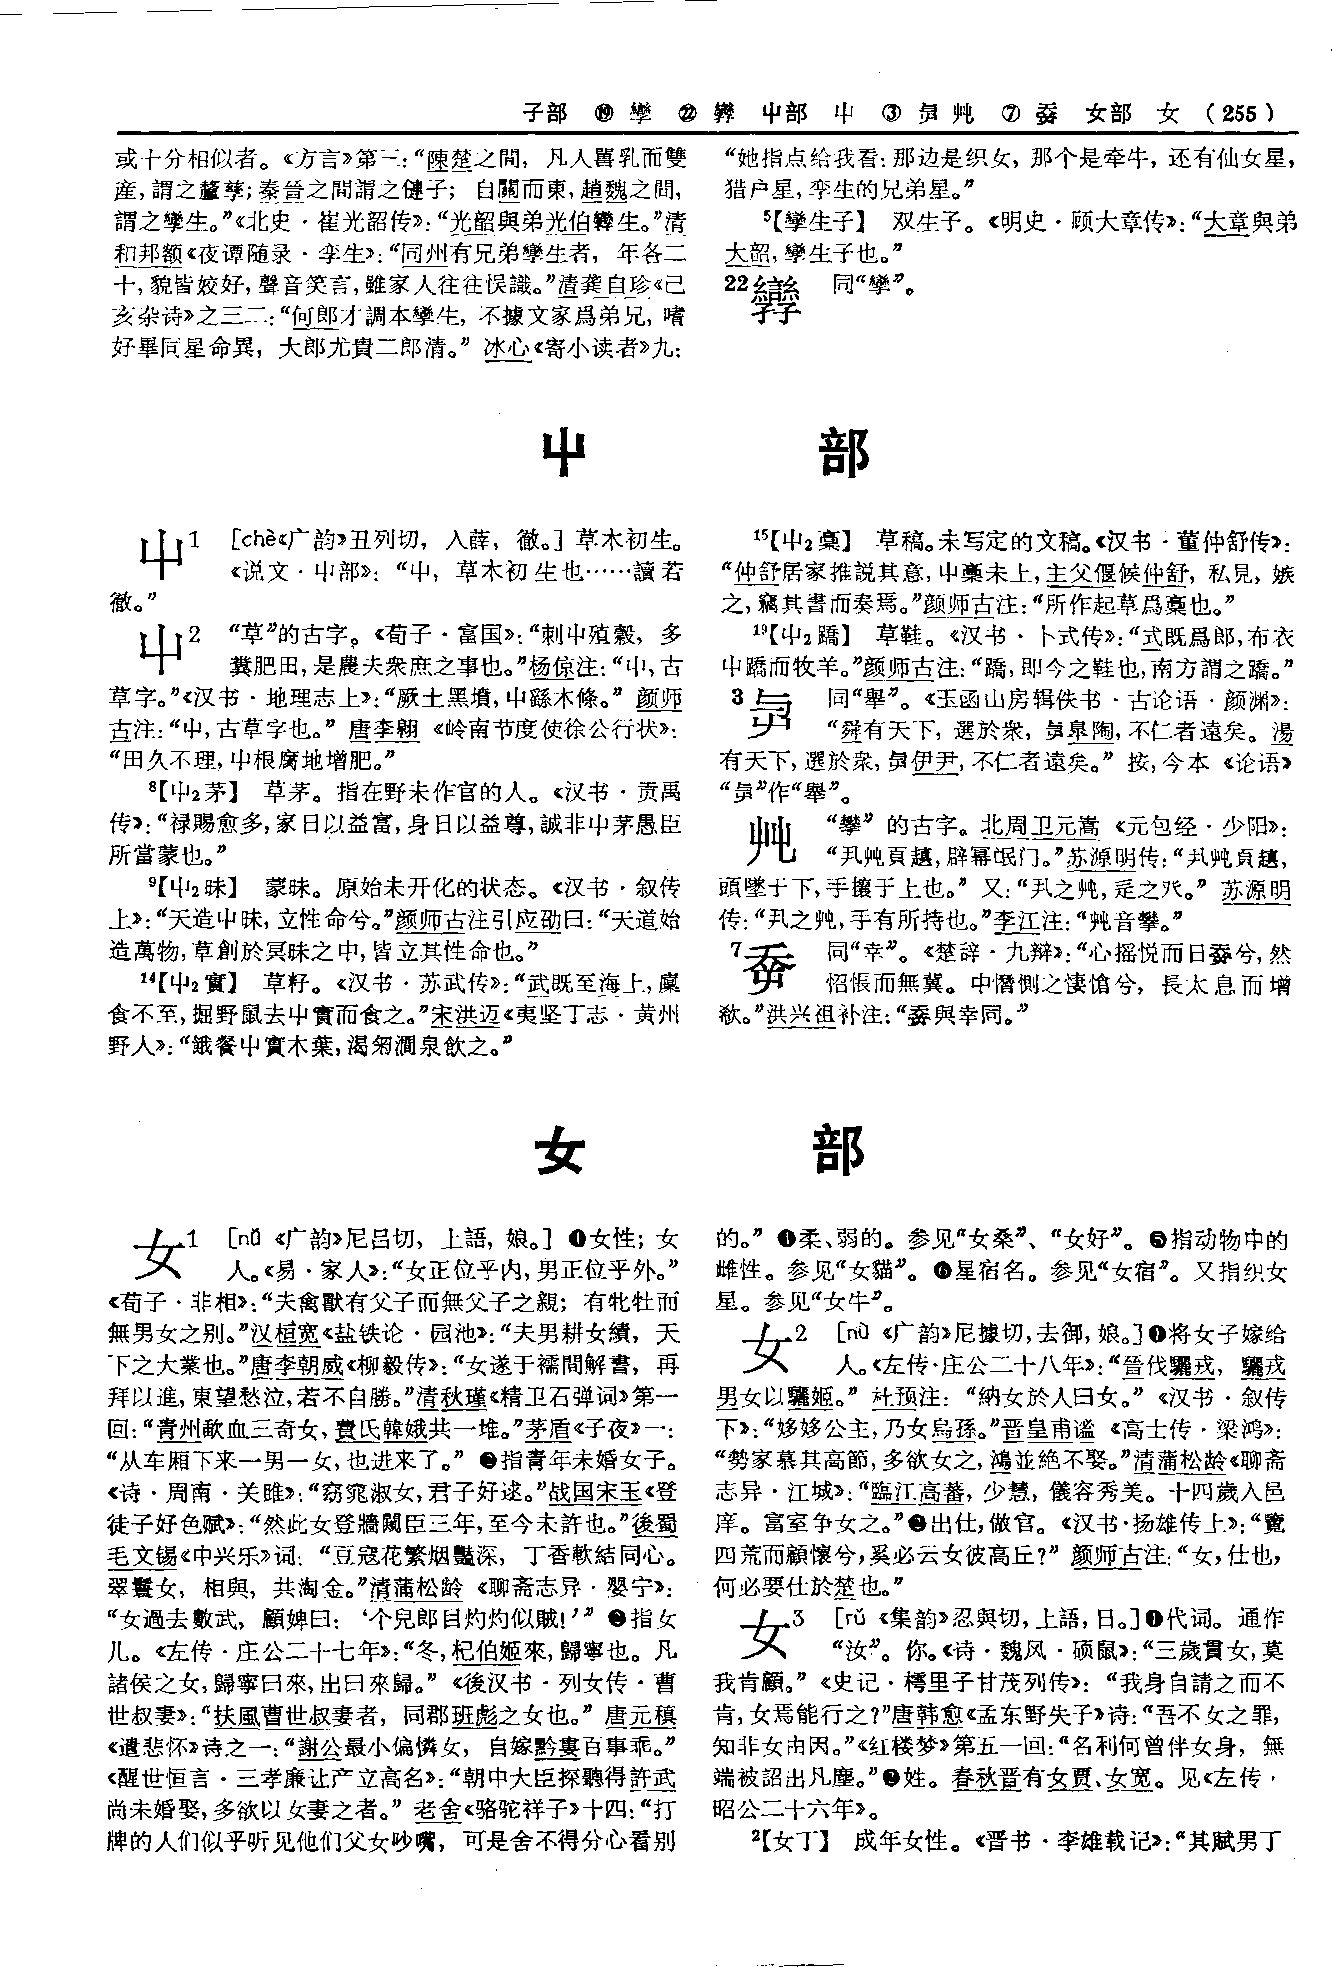 子部 ⑲ 孿 ㉒ 屮部 屮 ③ 舁 艸 ⑦ 㚔 女部 女 (255)
或十分相似者。《方言》第三:“陳楚之間，凡人嘼乳而雙
産,謂之釐孳;秦晉之間謂之僆子;自關而東,趙魏之間,
謂之孿生。”《北史·崔光韶传》:“光韶與弟光伯孿生。”清
和邦额《夜谭随录·孪生》:“同州有兄弟孿生者，年各二
十,貌皆姣好,聲音笑言,雖家人往往悮識。”清龚自珍《己
亥杂诗》之三二:“何郎才調本孿生，不據文家爲弟兄，嗜
好畢同星命異，大郎尤貴二郎清。” 冰心《寄小读者》九:
“她指点给我看:那边是织女，那个是牵牛，还有仙女星，
猎户星,孪生的兄弟星。”
5【孿生子】 双生子。《明史·顾大章传》:“大章與弟
大韶,孿生子也。”
22 同“孿”。
屮 部
屮1 [chè《广韵》丑列切，入薛，徹。] 草木初生。
《说文·屮部》:“屮，草木初生也……讀若
徹。”
屮2 “草”的古字。《荀子·富国》:“刺屮殖穀，多
糞肥田,是農夫衆庶之事也。”杨倞注:“屮,古
草字。”《汉书·地理志上》:“厥土黑墳,屮繇木條。” 颜师
古注:“屮,古草字也。” 唐李翱《岭南节度使徐公行状》:
“田久不理,屮根腐地增肥。”
8【屮2茅】 草茅。指在野未作官的人。《汉书·贡禹
传》:“禄賜愈多,家日以益富,身日以益尊,誠非屮茅愚臣
所當蒙也。”
9【屮2昧】 蒙昧。原始未开化的状态。《汉书·叙传
上》:“天造屮昧,立性命兮。”颜师古注引应劭曰:“天道始
造萬物,草創於冥昧之中,皆立其性命也。”
14【屮2實】 草籽。《汉书·苏武传》:“武既至海上,廩
食不至,掘野鼠去屮實而食之。”宋洪迈《夷坚丁志·黄州
野人》:“餓餐屮實木葉,渴匊澗泉飲之。”
15【屮2稾】 草稿。未写定的文稿。《汉书·董仲舒传》:
“仲舒居家推説其意,屮稾未上,主父偃候仲舒，私見，嫉
之,竊其書而奏焉。”颜师古注:“所作起草爲稾也。”
19【屮2蹻】 草鞋。《汉书·卜式传》:“式既爲郎,布衣
屮蹻而牧羊。”颜师古注:“蹻,即今之鞋也,南方謂之蹻。”
3 同“舉”。《玉函山房辑佚书·古论语·颜渊》:
“舜有天下，選於衆，皋陶,不仁者遠矣。湯
有天下,選於衆,伊尹,不仁者遠矣。” 按,今本《论语》
作“舉”。
“攀”的古字。北周卫元嵩《元包经·少阳》:
苏源明传:
頭墜于下,手攘于上也。” 又: 苏源明
传: 手有所持也。”李江注: 音攀。”
7 同“幸”。《楚辞·九辩》:“心摇悦而日兮,然
怊悵而無冀。中憯惻之悽愴兮，長太息而增
欷。”洪兴祖补注: 與幸同。”
女 部
女1 [nǚ《广韵》尼吕切，上語，娘。] ❶女性；女
人。《易·家人》:“女正位乎内,男正位乎外。”
《荀子·非相》:“夫禽獸有父子而無父子之親；有牝牡而
無男女之别。”汉桓宽《盐铁论·园池》:“夫男耕女績，天
下之大業也。”唐李朝威《柳毅传》:“女遂于襦間解書，再
拜以進,東望愁泣,若不自勝。”清秋瑾《精卫石弹词》第一
回:“青州歃血三奇女,費氏韓娥共一堆。”茅盾《子夜》一:
“从车厢下来一男一女,也进来了。” ❷指青年未婚女子。
《诗·周南·关雎》:“窈窕淑女,君子好逑。”战国宋玉《登
徒子好色赋》:“然此女登牆闚臣三年,至今未許也。”後蜀
毛文锡《中兴乐》词:“豆寇花繁烟豔深，丁香軟結同心。
翠鬟女，相與，共淘金。”清蒲松龄《聊斋志异·婴宁》:
“女過去數武，顧婢曰:‘个兒郎目灼灼似賊!’” ❸指女
儿。《左传·庄公二十七年》:“冬,杞伯姬來,歸寧也。凡
諸侯之女,歸寧曰來,出曰來歸。”《後汉书·列女传·曹
世叔妻》:“扶風曹世叔妻者，同郡班彪之女也。” 唐元稹
《遣悲怀》诗之一:“謝公最小偏憐女，自嫁黔婁百事乖。”
《醒世恒言·三孝廉让产立高名》:“朝中大臣探聽得許武
尚未婚娶,多欲以女妻之者。” 老舍《骆驼祥子》十四:“打
牌的人们似乎听见他们父女吵嘴，可是舍不得分心看别
的。” ❹柔、弱的。参见“女桑”、“女好”。❺指动物中的
雌性。参见“女貓”。❻星宿名。参见“女宿”。又指织女
星。参见“女牛”。
女2 [nǜ《广韵》尼據切,去御,娘。]❶将女子嫁给
人。《左传·庄公二十八年》:“晉伐驪戎，驪戎
男女以驪姬。” 杜预注:“納女於人曰女。”《汉书·叙传
下》:“姼姼公主,乃女烏孫。”晋皇甫谧《高士传·梁鸿》:
“勢家慕其高節,多欲女之,鴻並絶不娶。”清蒲松龄《聊斋
志异·江城》:“臨江高蕃，少慧，儀容秀美。十四歲入邑
庠。富室争女之。”❷出仕,做官。《汉书·扬雄传上》:“覽
四荒而顧懷兮,奚必云女彼高丘?” 颜师古注:“女,仕也,
何必要仕於楚也。”
女3 [rǔ《集韵》忍與切,上語,日。]❶代词。通作
“汝”。你。《诗·魏风·硕鼠》:“三歲貫女,莫
我肯顧。”《史记·樗里子甘茂列传》:“我身自請之而不
肯,女焉能行之?”唐韩愈《孟东野失子》诗:“吾不女之罪,
知非女由因。”《红楼梦》第五一回:“名利何曾伴女身，無
端被詔出凡塵。”❷姓。春秋晋有女賈、女宽。见《左传·
昭公二十六年》。
2【女丁】 成年女性。《晋书·李雄载记》:“其賦男丁